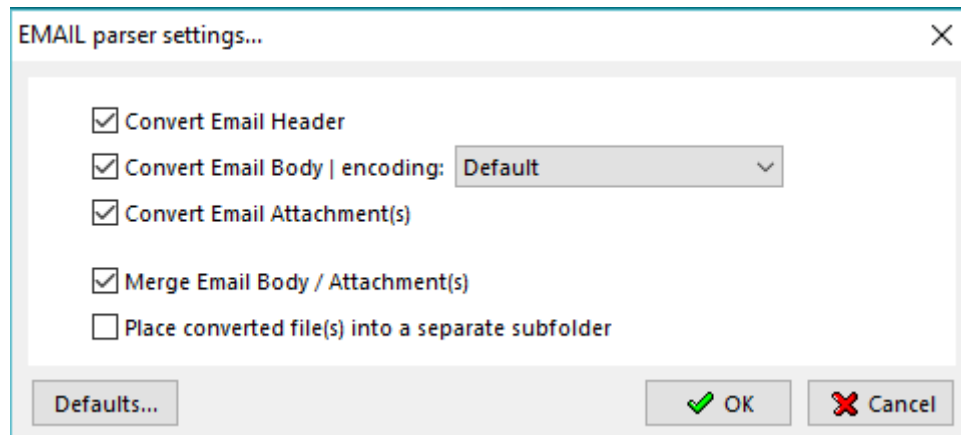 EMAIL parser settings...
Convert Email Header
Convert Email Body | encoding: Default
Convert Email Attachment(s)
Merge Email Body / Attachment(s)
Place converted file(s) into a separate subfolder
Defaults... OK Cancel